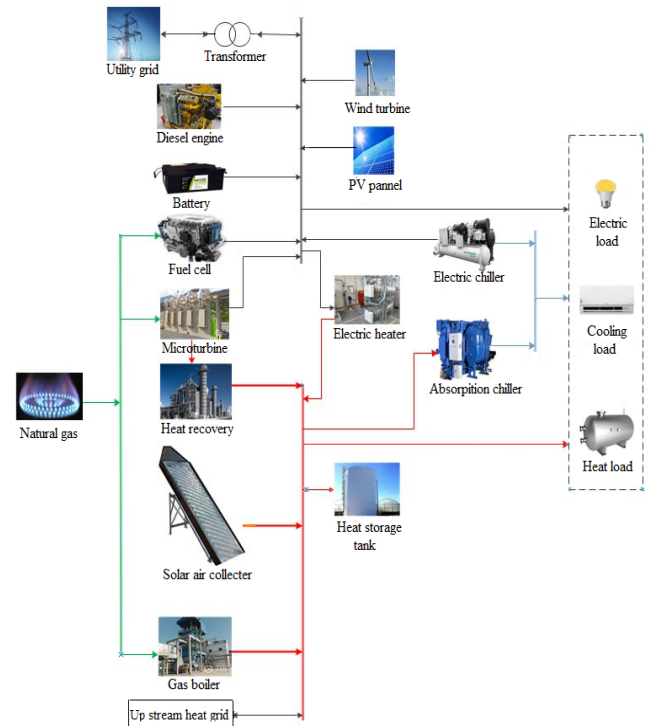 Utility grid
Transformer
Wind turbine
Diesel engine
PV pannel
Battery
Electric load
Fuel cell
Electric chiller
Microturbine
Electric heater
Cooling load
Absorpition chiller
Natural gas
Heat recovery
Heat load
Heat storage tank
Solar air collecter
Gas boiler
Up stream heat grid